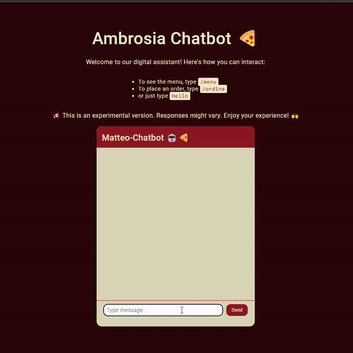 Ambrosia Chatbot 🍕
Welcome to our digital assistant! Here's how you can interact:
• To see the menu, type /menu
• To place an order, type /ordine
• or just type Hello
📢 This is an experimental version. Responses might vary. Enjoy your experience! 🙌
Matteo-Chatbot 🤖 🍕
Type message...
Send